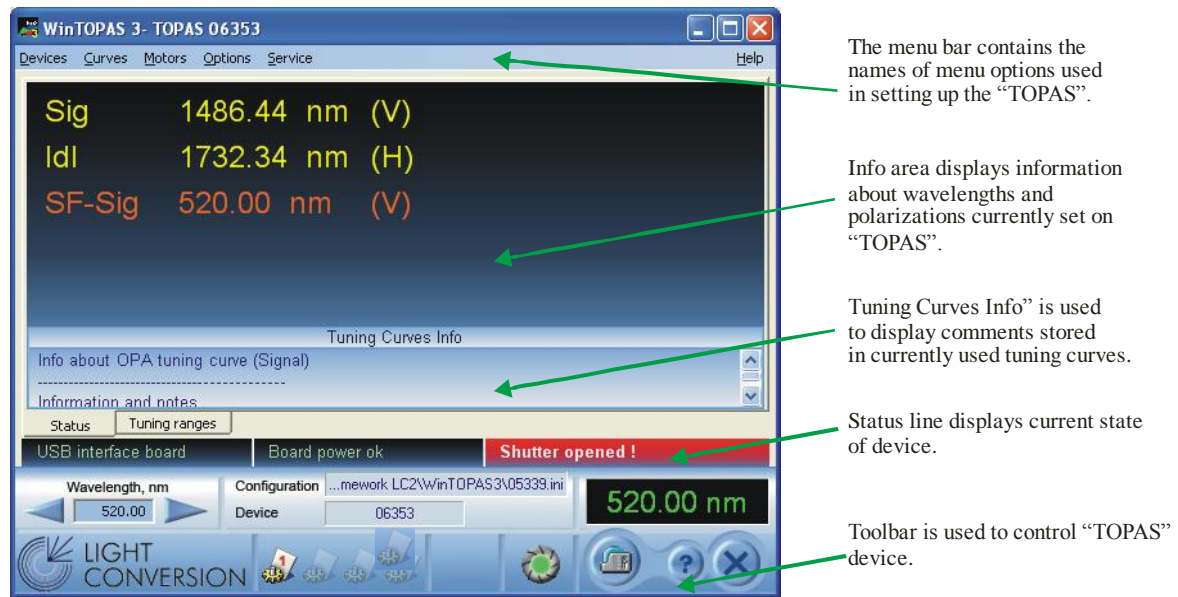 WinTOPAS 3- TOPAS 06353
Devices Curves Motors Options Service Help
Sig 1486.44 nm (V)
Idl 1732.34 nm (H)
SF-Sig 520.00 nm (V)
Tuning Curves Info
Info about OPA tuning curve (Signal)
------------------------------------------------
Information and notes
Status Tuning ranges
USB interface board Board power ok Shutter opened !
Wavelength, nm
520.00
Configuration ...mework LC2\WinTOPAS3\05339.ini
Device 06353
520.00 nm
LIGHT
CONVERSION
1
?
The menu bar contains the
names of menu options used
in setting up the “TOPAS”.
Info area displays information
about wavelengths and
polarizations currently set on
“TOPAS”.
Tuning Curves Info” is used
to display comments stored
in currently used tuning curves.
Status line displays current state
of device.
Toolbar is used to control “TOPAS”
device.